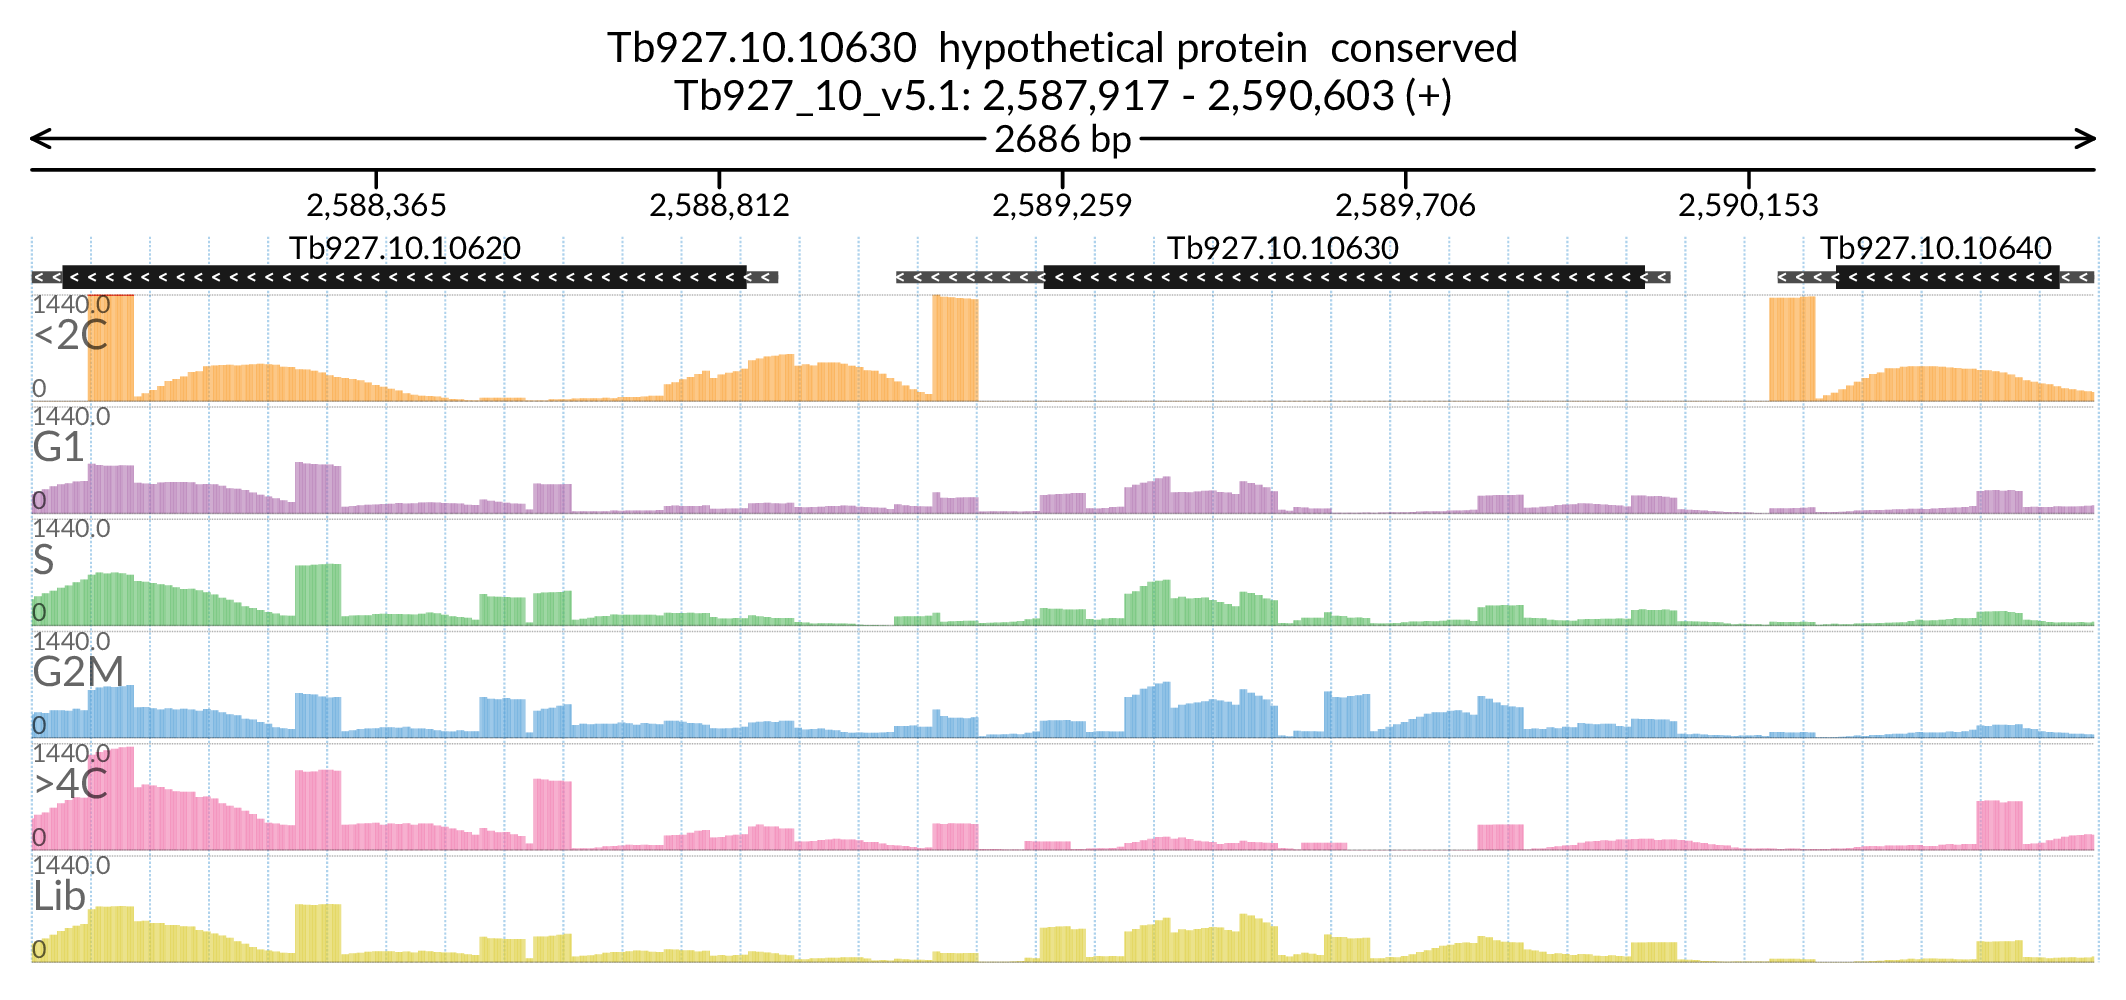 Tb927.10.10630  hypothetical protein  conserved
Tb927_10_v5.1: 2,587,917 - 2,590,603 (+)
2686 bp
2,588,365 2,588,812 2,589,259 2,589,706 2,590,153
Tb927.10.10620 Tb927.10.10630 Tb927.10.10640
1440.0
<2C
0
1440.0
G1
0
1440.0
S
0
1440.0
G2M
0
1440.0
>4C
0
1440.0
Lib
0